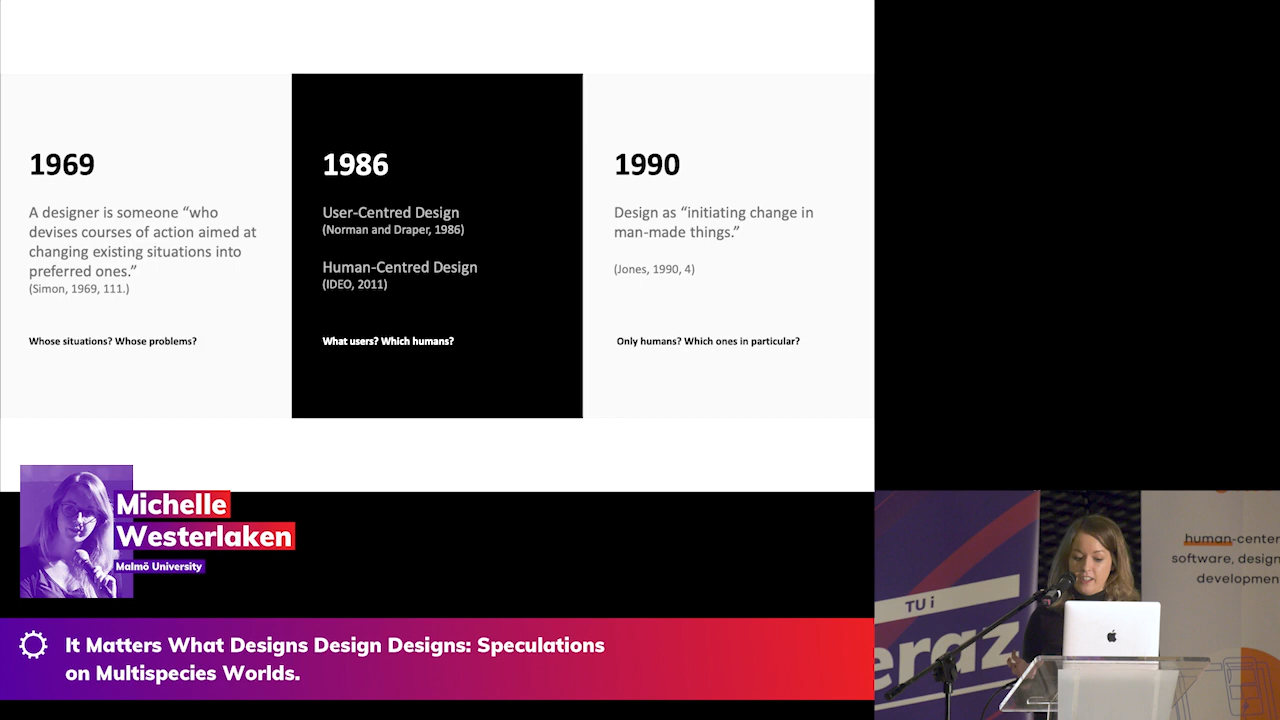 1969
A designer is someone “who
devises courses of action aimed at
changing existing situations into
preferred ones.”
(Simon, 1969, 111.)
Whose situations? Whose problems?
1986
User-Centred Design
(Norman and Draper, 1986)
Human-Centred Design
(IDEO, 2011)
What users? Which humans?
1990
Design as “initiating change in
man-made things.”
(Jones, 1990, 4)
Only humans? Which ones in particular?
Michelle
Westerlaken
Malmö University
It Matters What Designs Design Designs: Speculations
on Multispecies Worlds.
TU i
eraz
human-center
software, design
developmen